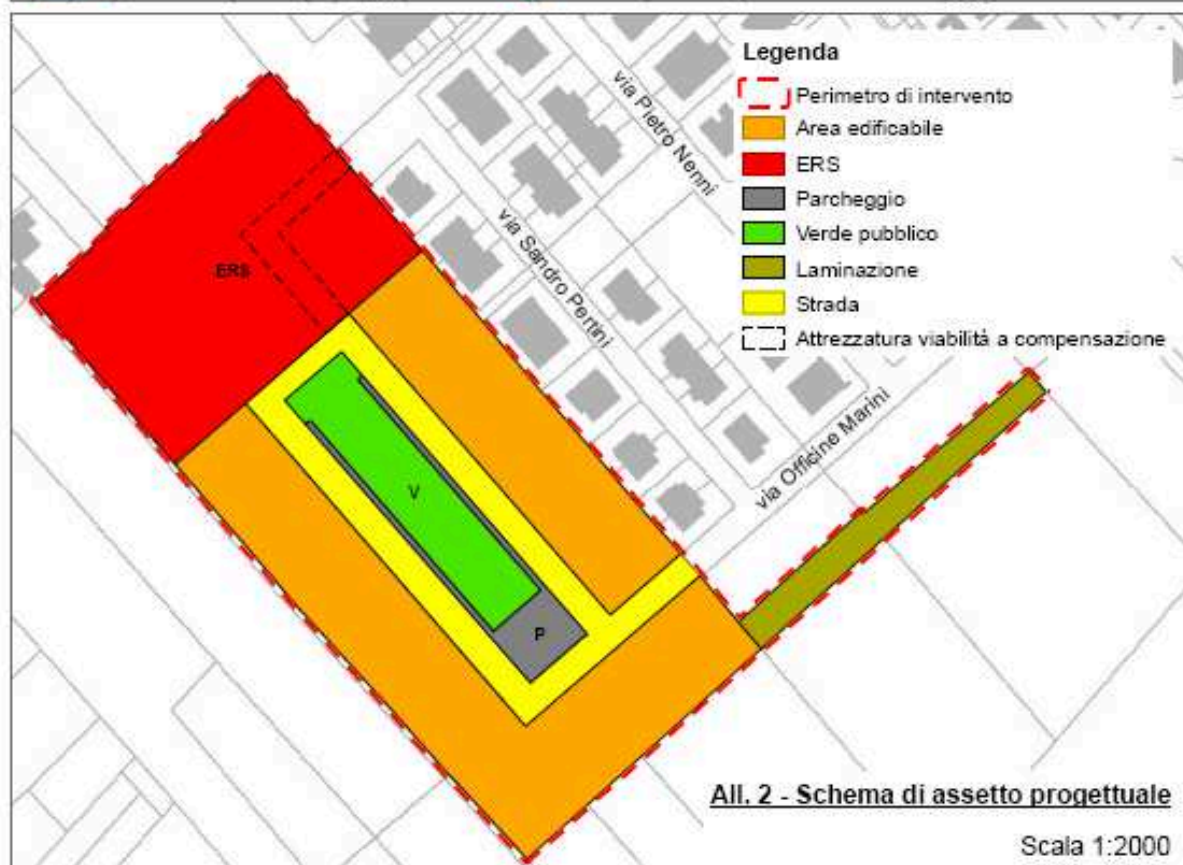 Legenda
Perimetro di intervento
Area edificabile
ERS
Parcheggio
Verde pubblico
Laminazione
Strada
Attrezzatura viabilità a compensazione
via Pietro Nenni
via Sandro Pertini
via Officine Marini
ERS
V
P
All. 2 - Schema di assetto progettuale
Scala 1:2000